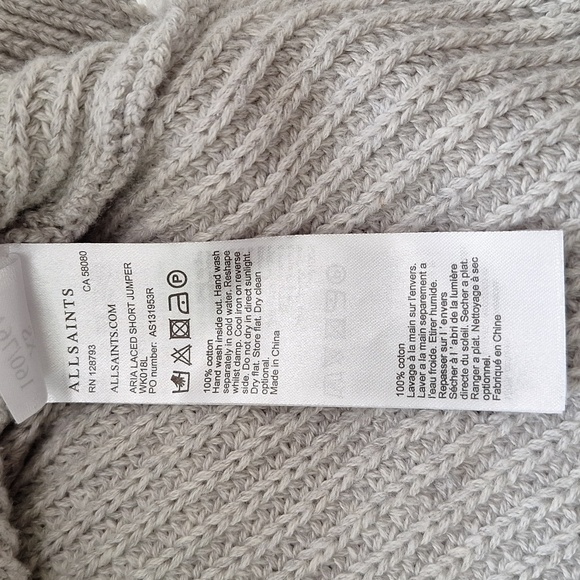 ALLSAINTS
RN 128793 CA 58080
ALLSAINTS.COM
ARIA LACED SHORT JUMPER
WK016L
PO number: AS131953R
100% cotton
Hand wash inside out. Hand wash
separately in cold water. Reshape
whilst damp. Cool iron on reverse
side. Do not dry in direct sunlight.
Dry flat. Store flat. Dry clean
optional.
Made in China
100% coton
Lavage à la main sur l'envers.
Laver a la main separement a
l'eau froide. Etirer humide.
Repasser sur l'envers
Sécher à l'abri de la lumière
directe du soleil. Secher a plat.
Ranger a plat. Nettoyage à sec
optionnel.
Fabriqué en Chine